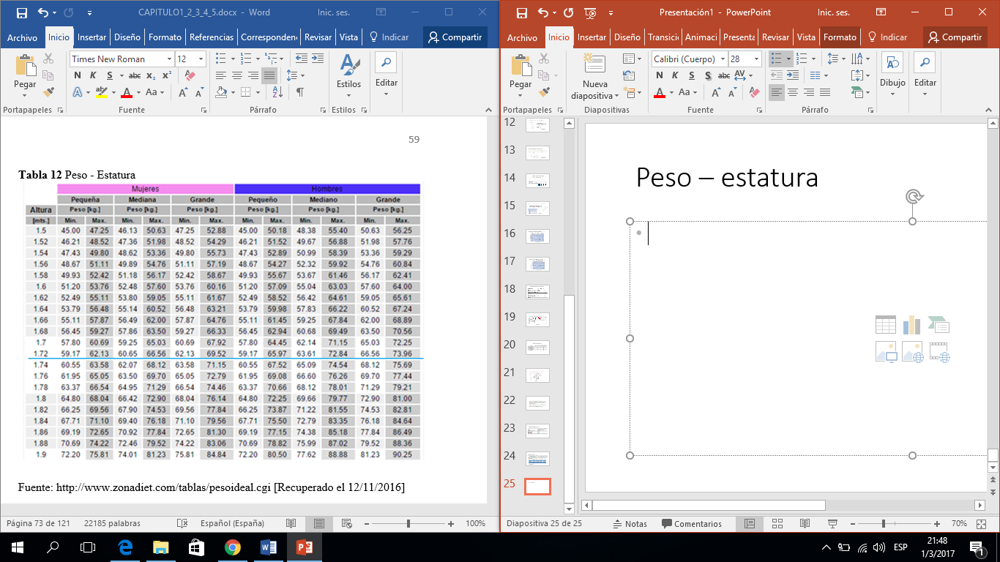 CAPITULO1_2_3_4_5.docx - Word
Inic. ses.
Archivo Inicio Insertar Diseño Formato Referencias Corresponden Revisar Vista Indicar Compartir
Times New Roman 12
Pegar
N K S abc x₂ x²
A ab A Aa A A
Estilos
Editar
Portapapeles Fuente Párrafo Estilos
59
Tabla 12 Peso - Estatura
Mujeres Hombres
Pequeña Mediana Grande Pequeño Mediano Grande
Altura Peso [kg.] Peso [kg.] Peso [kg.] Peso [kg.] Peso [kg.] Peso [kg.]
[mts.] Min. Max. Min. Max. Min. Max. Min. Max. Min. Max. Min. Max.
1.5 45.00 47.25 46.13 50.63 47.25 52.88 45.00 50.18 48.38 55.40 50.63 56.25
1.52 46.21 48.52 47.36 51.98 48.52 54.29 46.21 51.52 49.67 56.88 51.98 57.76
1.54 47.43 49.80 48.62 53.36 49.80 55.73 47.43 52.89 50.99 58.39 53.36 59.29
1.56 48.67 51.11 49.89 54.76 51.11 57.19 48.67 54.27 52.32 59.92 54.76 60.84
1.58 49.93 52.42 51.18 56.17 52.42 58.67 49.93 55.67 53.67 61.46 56.17 62.41
1.6 51.20 53.76 52.48 57.60 53.76 60.16 51.20 57.09 55.04 63.03 57.60 64.00
1.62 52.49 55.11 53.80 59.05 55.11 61.67 52.49 58.52 56.42 64.61 59.05 65.61
1.64 53.79 56.48 55.14 60.52 56.48 63.21 53.79 59.98 57.83 66.22 60.52 67.24
1.66 55.11 57.87 56.49 62.00 57.87 64.76 55.11 61.45 59.25 67.84 62.00 68.89
1.68 56.45 59.27 57.86 63.50 59.27 66.33 56.45 62.94 60.68 69.49 63.50 70.56
1.7 57.80 60.69 59.25 65.03 60.69 67.92 57.80 64.45 62.14 71.15 65.03 72.25
1.72 59.17 62.13 60.65 66.56 62.13 69.52 59.17 65.97 63.61 72.84 66.56 73.96
1.74 60.55 63.58 62.07 68.12 63.58 71.15 60.55 67.52 65.09 74.54 68.12 75.69
1.76 61.95 65.05 63.50 69.70 65.05 72.79 61.95 69.08 66.60 76.26 69.70 77.44
1.78 63.37 66.54 64.95 71.29 66.54 74.46 63.37 70.66 68.12 78.01 71.29 79.21
1.8 64.80 68.04 66.42 72.90 68.04 76.14 64.80 72.25 69.66 79.77 72.90 81.00
1.82 66.25 69.56 67.90 74.53 69.56 77.84 66.25 73.87 71.22 81.55 74.53 82.81
1.84 67.71 71.10 69.40 76.18 71.10 79.56 67.71 75.50 72.79 83.35 76.18 84.64
1.86 69.19 72.65 70.92 77.84 72.65 81.30 69.19 77.15 74.38 85.18 77.84 86.49
1.88 70.69 74.22 72.46 79.52 74.22 83.06 70.69 78.82 75.99 87.02 79.52 88.36
1.9 72.20 75.81 74.01 81.23 75.81 84.84 72.20 80.50 77.62 88.88 81.23 90.25
Fuente: http://www.zonadiet.com/tablas/pesoideal.cgi [Recuperado el 12/11/2016]
Página 73 de 121 22185 palabras Español (España) 100%
Presentación1 - PowerPoint
Inic. ses.
Archivo Inicio Insertar Diseño Transici Animaci Presenta Revisar Vista Formato Indicar Compartir
Calibri (Cuerpo) 28
Pegar
Nueva
diapositiva
N K S S abc AV
A Aa A A
Dibujo
Editar
Portapapeles Diapositivas Fuente Párrafo
12
13
14
15
16
17
18
19
20
21
22
23
24
25
Peso – estatura
Diapositiva 25 de 25 Notas Comentarios 70%
ESP
21:48
1/3/2017
1